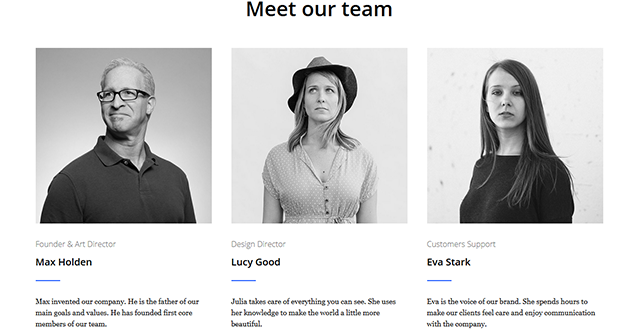 Meet our team
Founder & Art Director
Max Holden
Max invented our company. He is the father of our
main goals and values. He has founded first core
members of our team.
Design Director
Lucy Good
Julia takes care of everything you can see. She uses
her knowledge to make the world a little more
beautiful.
Customers Support
Eva Stark
Eva is the voice of our brand. She spends hours to
make our clients feel care and enjoy communication
with the company.